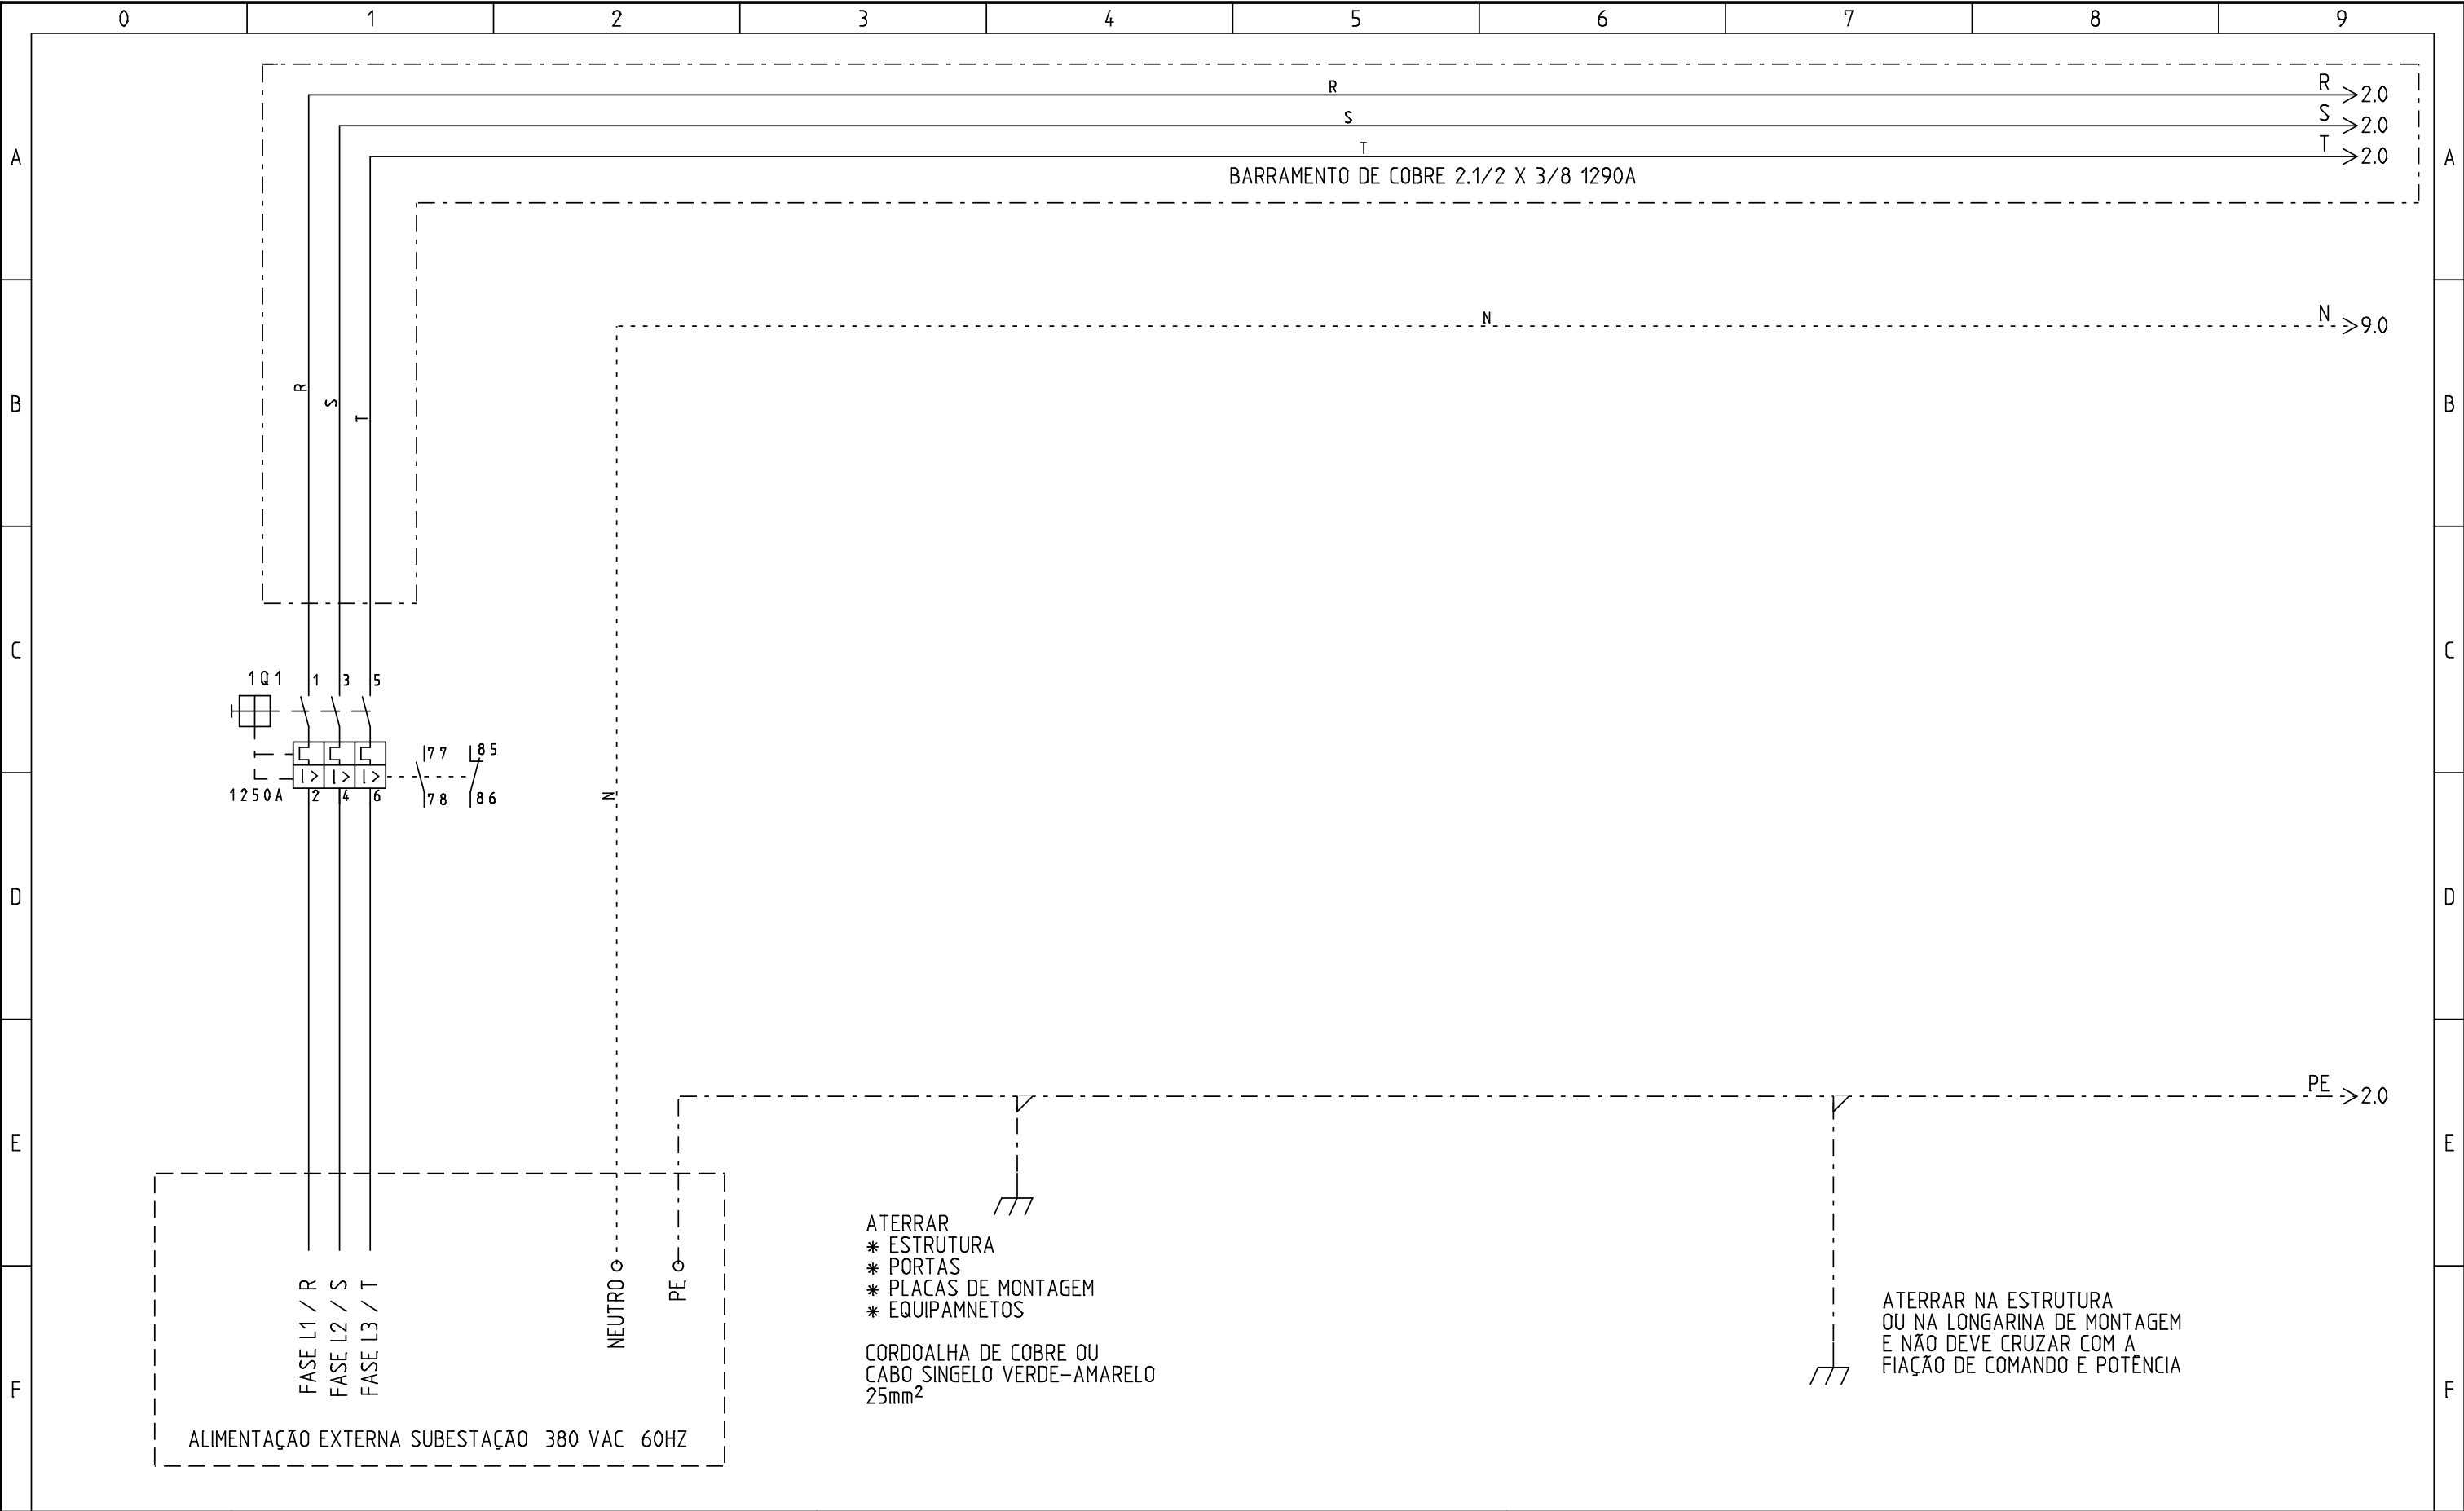 0 1 2 3 4 5 6 7 8 9
R
R 2.0
S
S 2.0
T
T 2.0
A A
BARRAMENTO DE COBRE 2.1/2 X 3/8 1290A
N
N 9.0
R
S
T
B B
C C
1Q1
1 3 5
77 85
1250A
2 4 6
78 86
N
D D
PE 2.0
E E
ATERRAR
* ESTRUTURA
* PORTAS
* PLACAS DE MONTAGEM
* EQUIPAMNETOS
CORDOALHA DE COBRE OU
CABO SINGELO VERDE-AMARELO
25mm²
ATERRAR NA ESTRUTURA
OU NA LONGARINA DE MONTAGEM
E NÃO DEVE CRUZAR COM A
FIAÇÃO DE COMANDO E POTÊNCIA
FASE L1 / R
FASE L2 / S
FASE L3 / T
NEUTRO
PE
F F
I> I> I>
ALIMENTAÇÃO EXTERNA SUBESTAÇÃO 380 VAC 60HZ